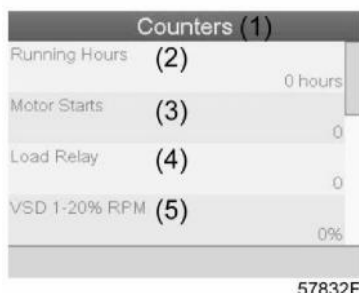 Counters (1)
Running Hours (2)
0 hours
Motor Starts (3)
0
Load Relay (4)
0
VSD 1-20% RPM (5)
0%
57832F